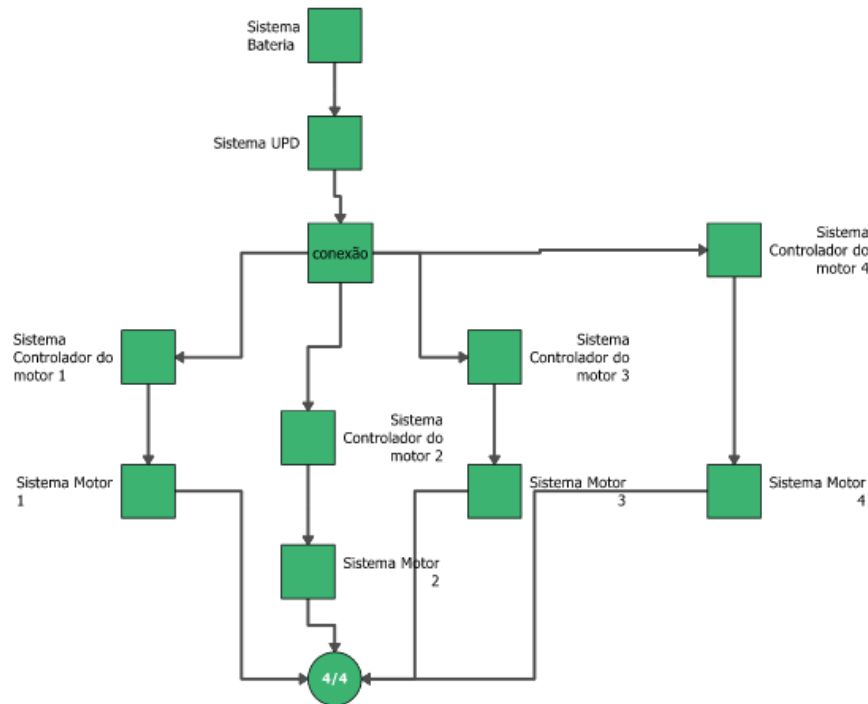 Sistema
Bateria
Sistema UPD
conexão
Sistema
Controlador do
motor 4
Sistema
Controlador do
motor 1
Sistema
Controlador do
motor 3
Sistema
Controlador do
motor 2
Sistema Motor
1
Sistema Motor
3
Sistema Motor
4
Sistema Motor
2
4/4